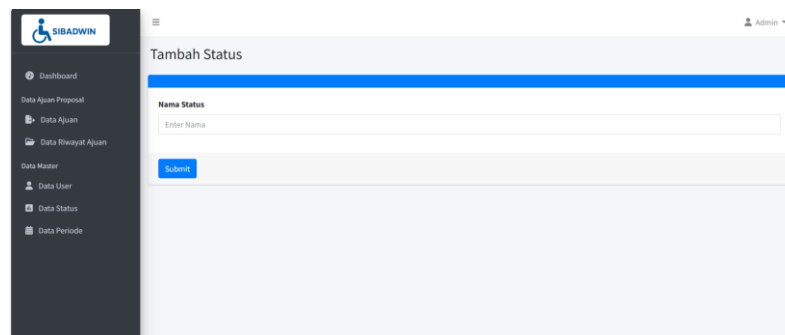 SIBADWIN
Admin
Tambah Status
Dashboard
Data Ajuan Proposal
Data Ajuan
Data Riwayat Ajuan
Data Master
Data User
Data Status
Data Periode
Nama Status
Enter Nama
Submit